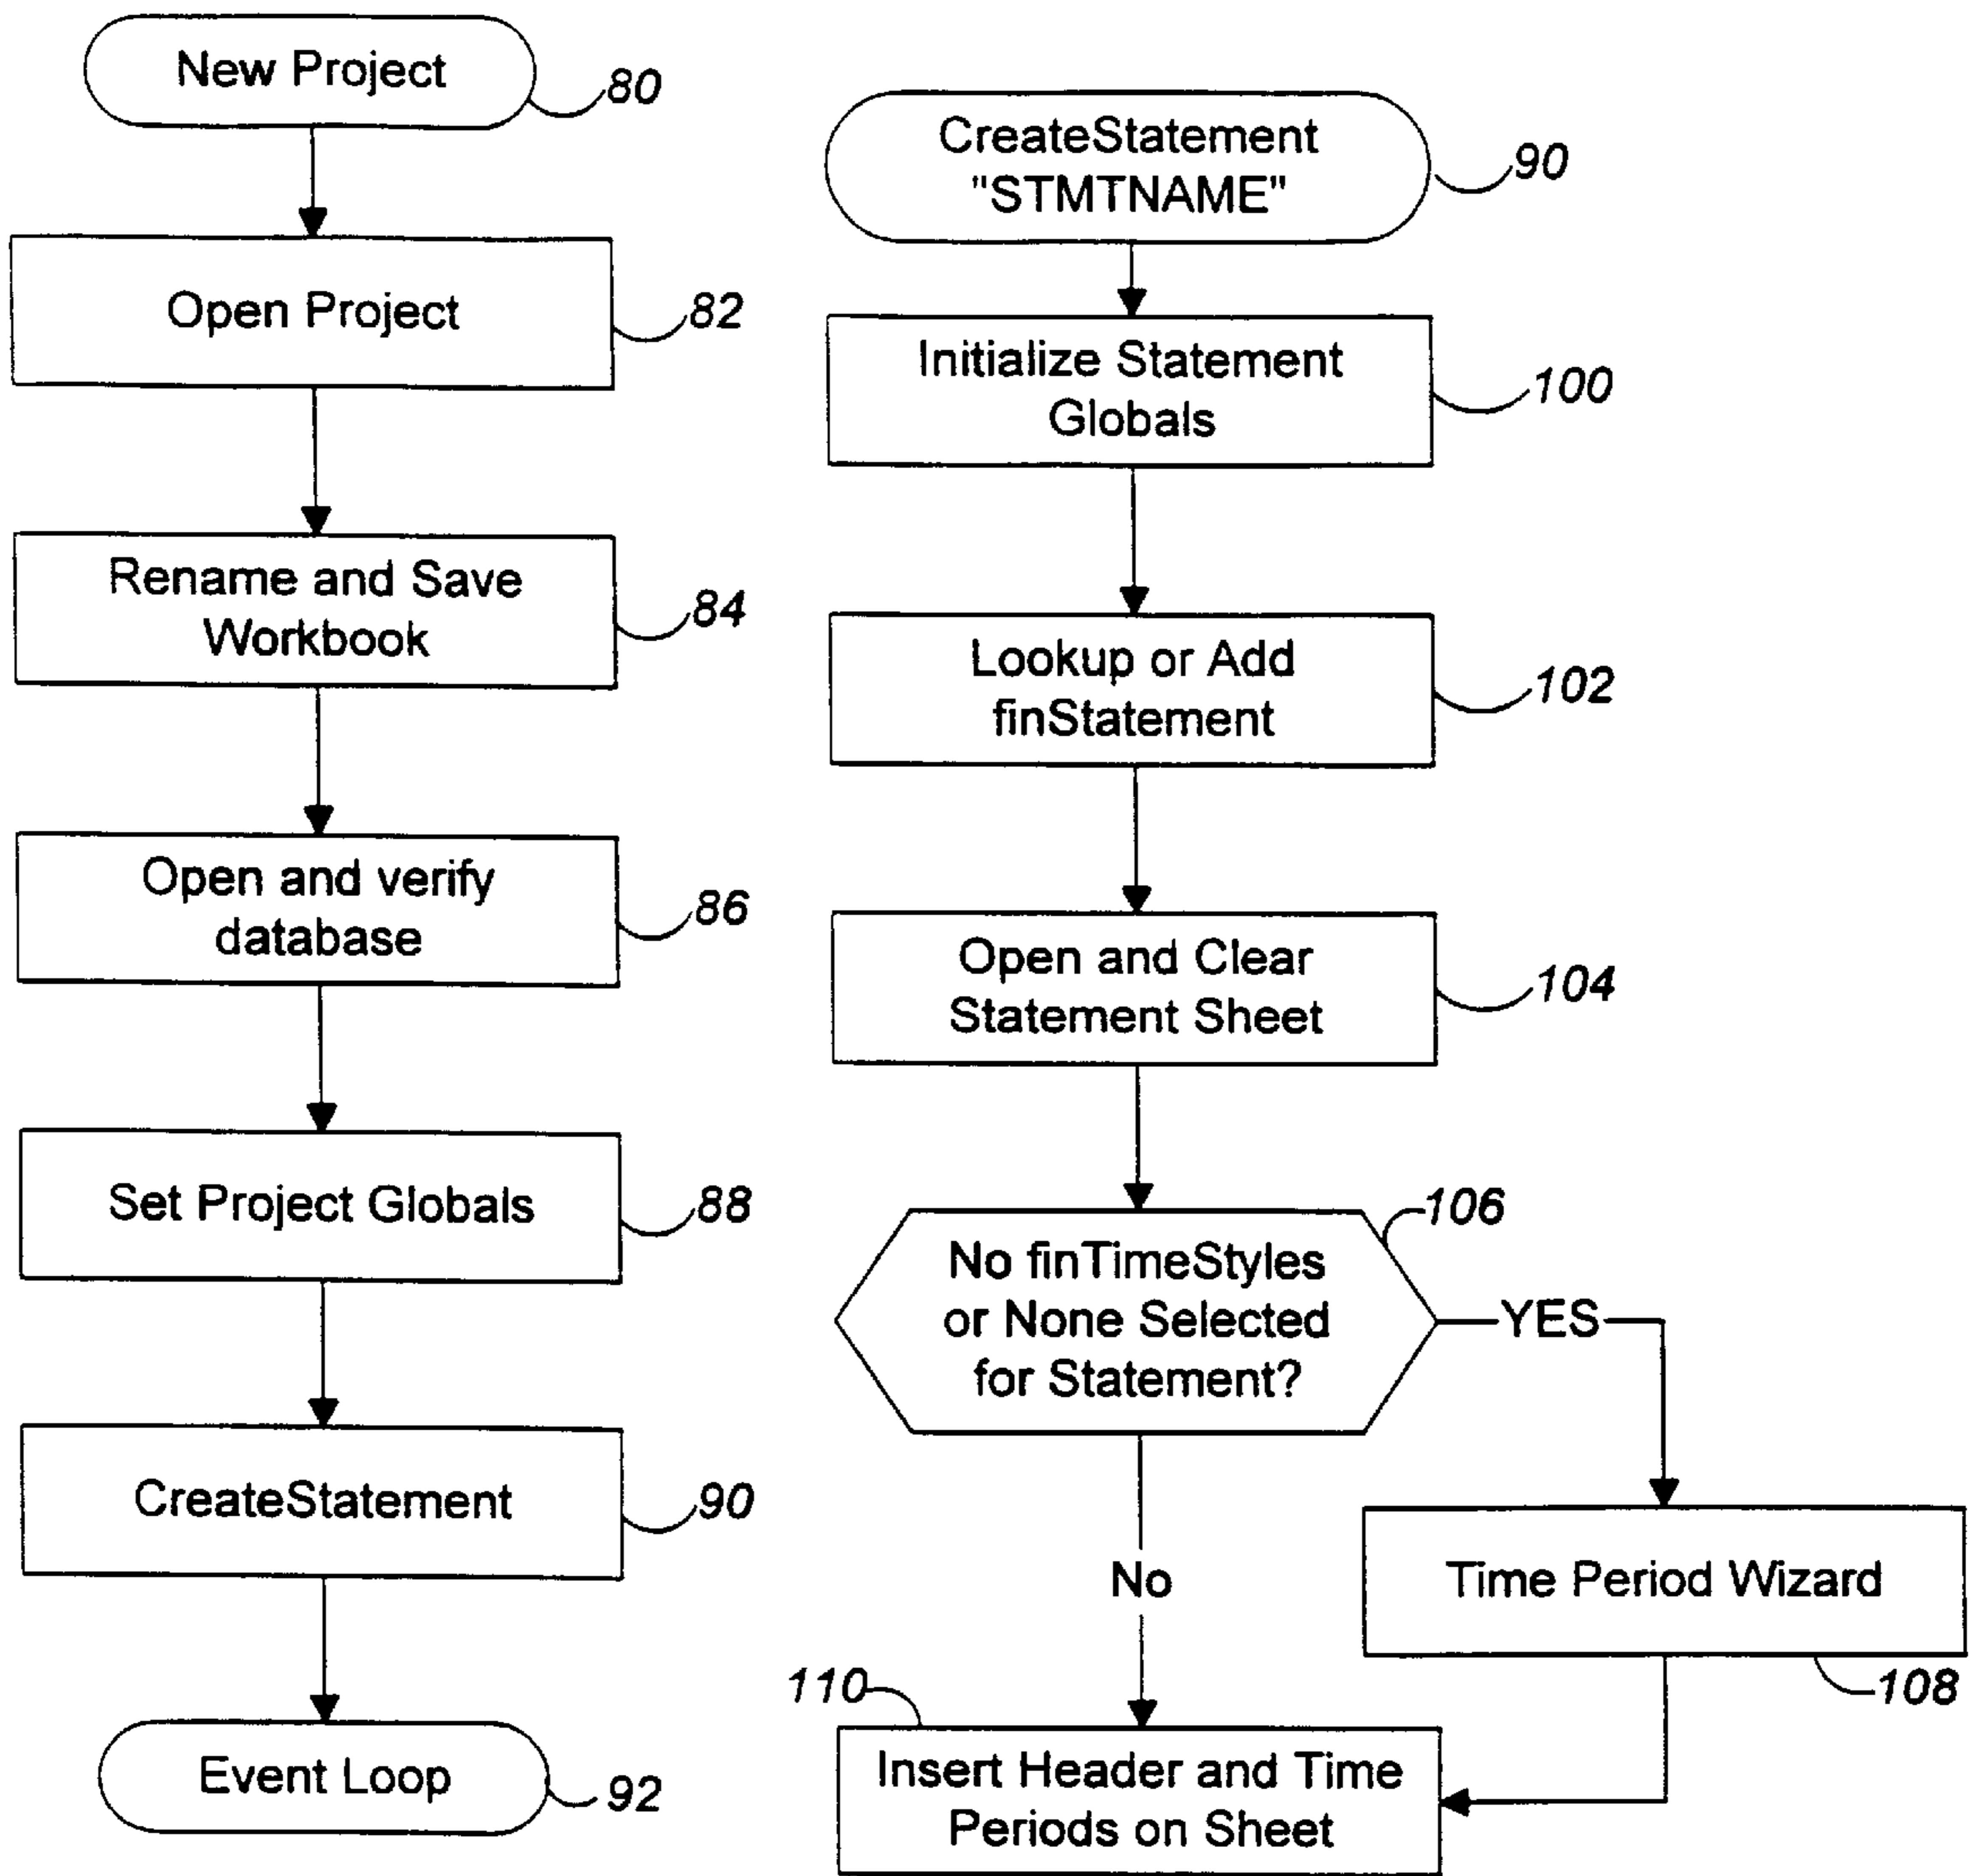 New Project
80
Open Project
82
Rename and Save
Workbook
84
Open and verify
database
86
Set Project Globals
88
CreateStatement
90
Event Loop
92
CreateStatement
"STMTNAME"
90
Initialize Statement
Globals
100
Lookup or Add
finStatement
102
Open and Clear
Statement Sheet
104
No finTimeStyles
or None Selected
for Statement?
106
YES
No
Time Period Wizard
108
110
Insert Header and Time
Periods on Sheet